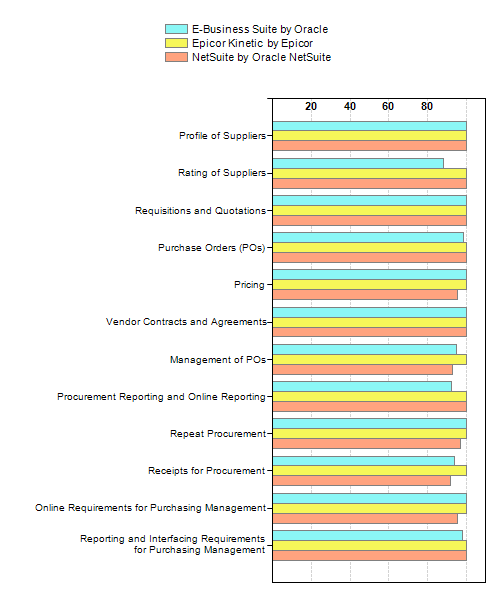 E-Business Suite by Oracle
Epicor Kinetic by Epicor
NetSuite by Oracle NetSuite
20 40 60 80
Profile of Suppliers
Rating of Suppliers
Requisitions and Quotations
Purchase Orders (POs)
Pricing
Vendor Contracts and Agreements
Management of POs
Procurement Reporting and Online Reporting
Repeat Procurement
Receipts for Procurement
Online Requirements for Purchasing Management
Reporting and Interfacing Requirements
for Purchasing Management